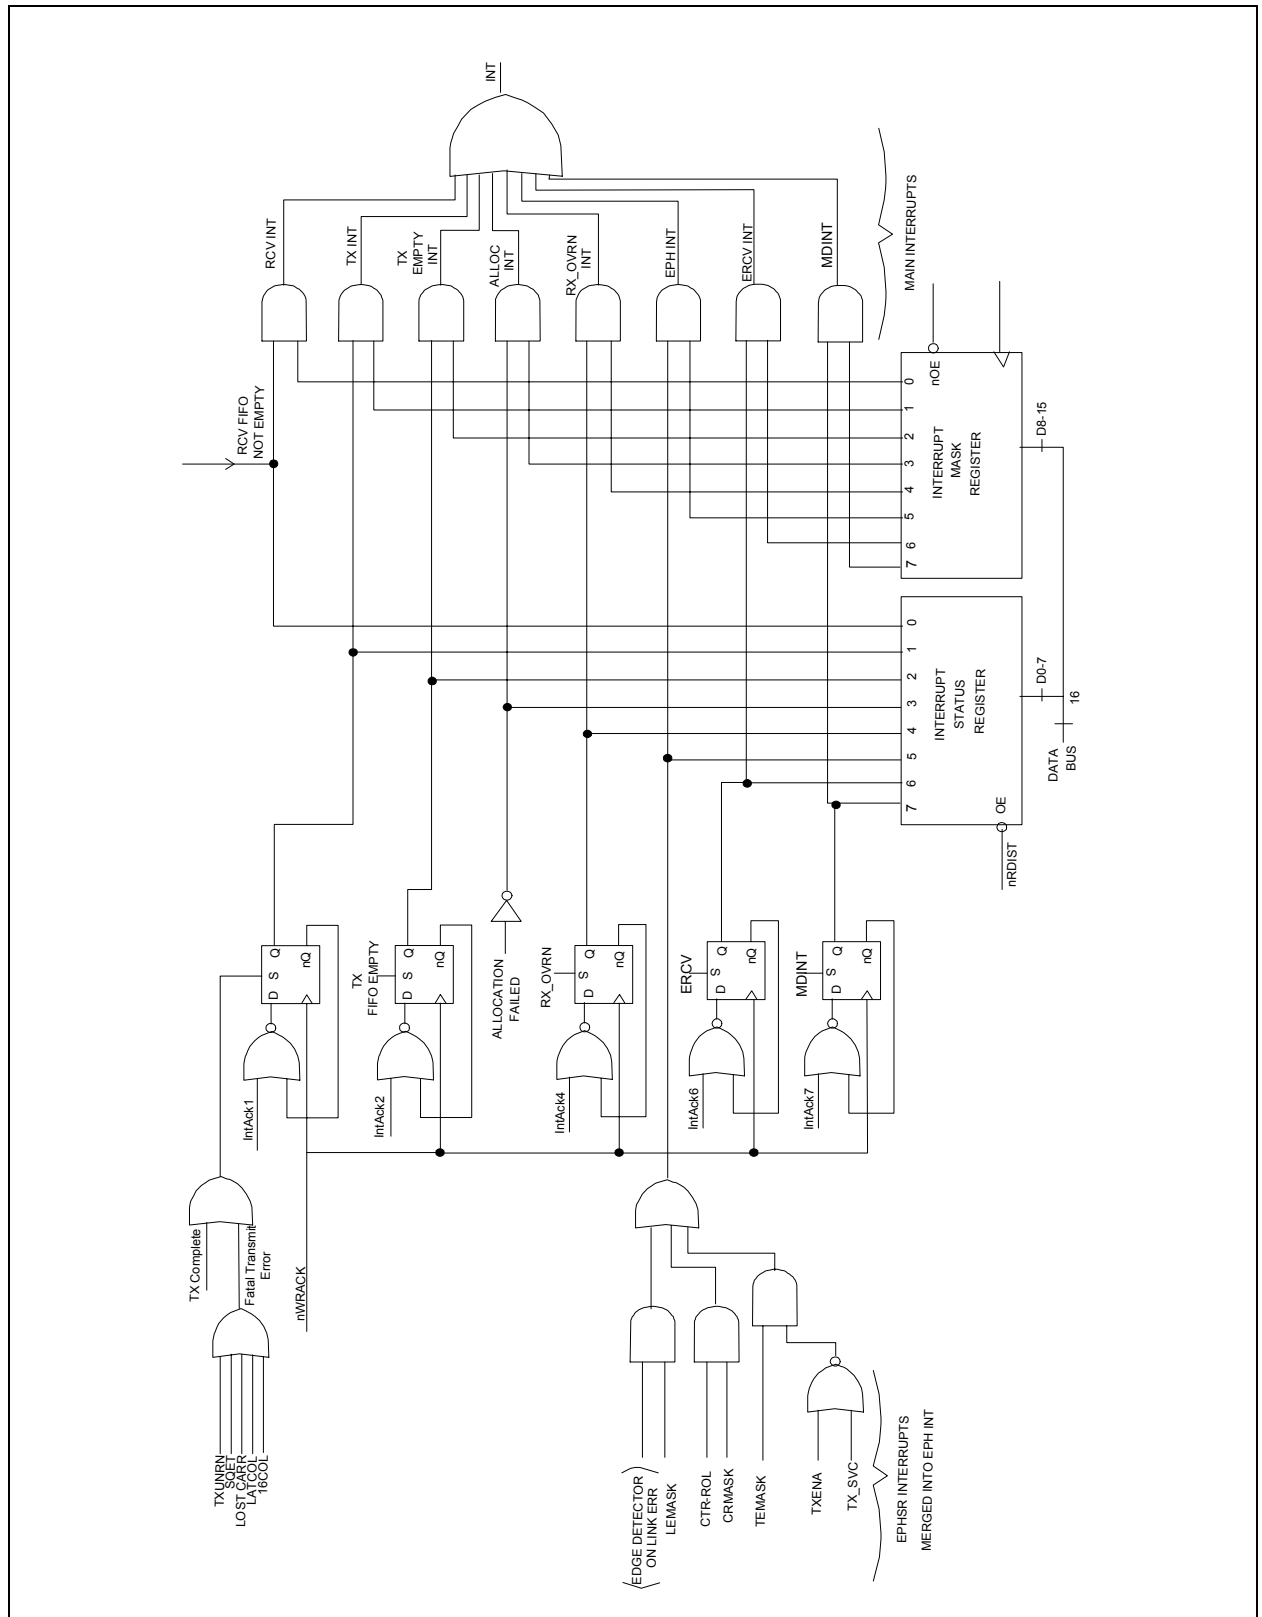 INT
RCV INT
TX INT
TX
EMPTY
INT
ALLOC
INT
RX_OVRN
INT
EPH INT
ERCV INT
MDINT
MAIN INTERRUPTS
RCV FIFO
NOT EMPTY
0
1
2
3
4
5
6
7
nOE
INTERRUPT
MASK
REGISTER
D8-15
0
1
2
3
4
5
6
7
INTERRUPT
STATUS
REGISTER
OE
nRDIST
D0-7
16
DATA
BUS
D
S
Q
nQ
IntAck1
TX
FIFO EMPTY
D
S
Q
nQ
IntAck2
ALLOCATION
FAILED
RX_OVRN
D
S
Q
nQ
IntAck4
ERCV
D
S
Q
nQ
IntAck6
MDINT
D
S
Q
nQ
IntAck7
TX Complete
Fatal Transmit
Error
nWRACK
TXUNRN
SQET
LOST CARR
LATCOL
16COL
EDGE DETECTOR
ON LINK ERR
LEMASK
CTR-ROL
CRMASK
TEMASK
TXENA
TX_SVC
EPHSR INTERRUPTS
MERGED INTO EPH INT